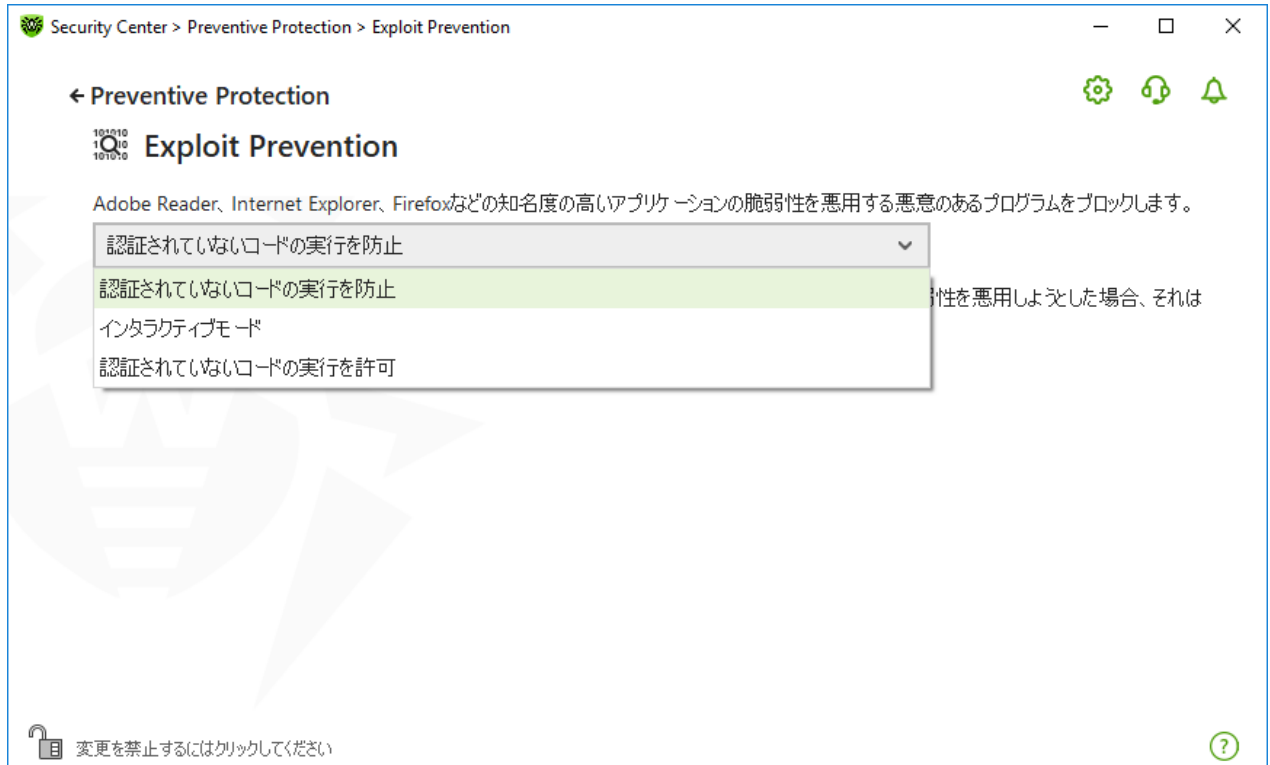 Security Center > Preventive Protection > Exploit Prevention
Preventive Protection
Exploit Prevention
Adobe Reader、Internet Explorer、Firefoxなどの知名度の高いアプリケーションの脆弱性を悪用する悪意のあるプログラムをブロックします。
認証されていないコードの実行を防止
認証されていないコードの実行を防止
性を悪用しようとした場合、それは
インタラクティブモード
認証されていないコードの実行を許可
変更を禁止するにはクリックしてください